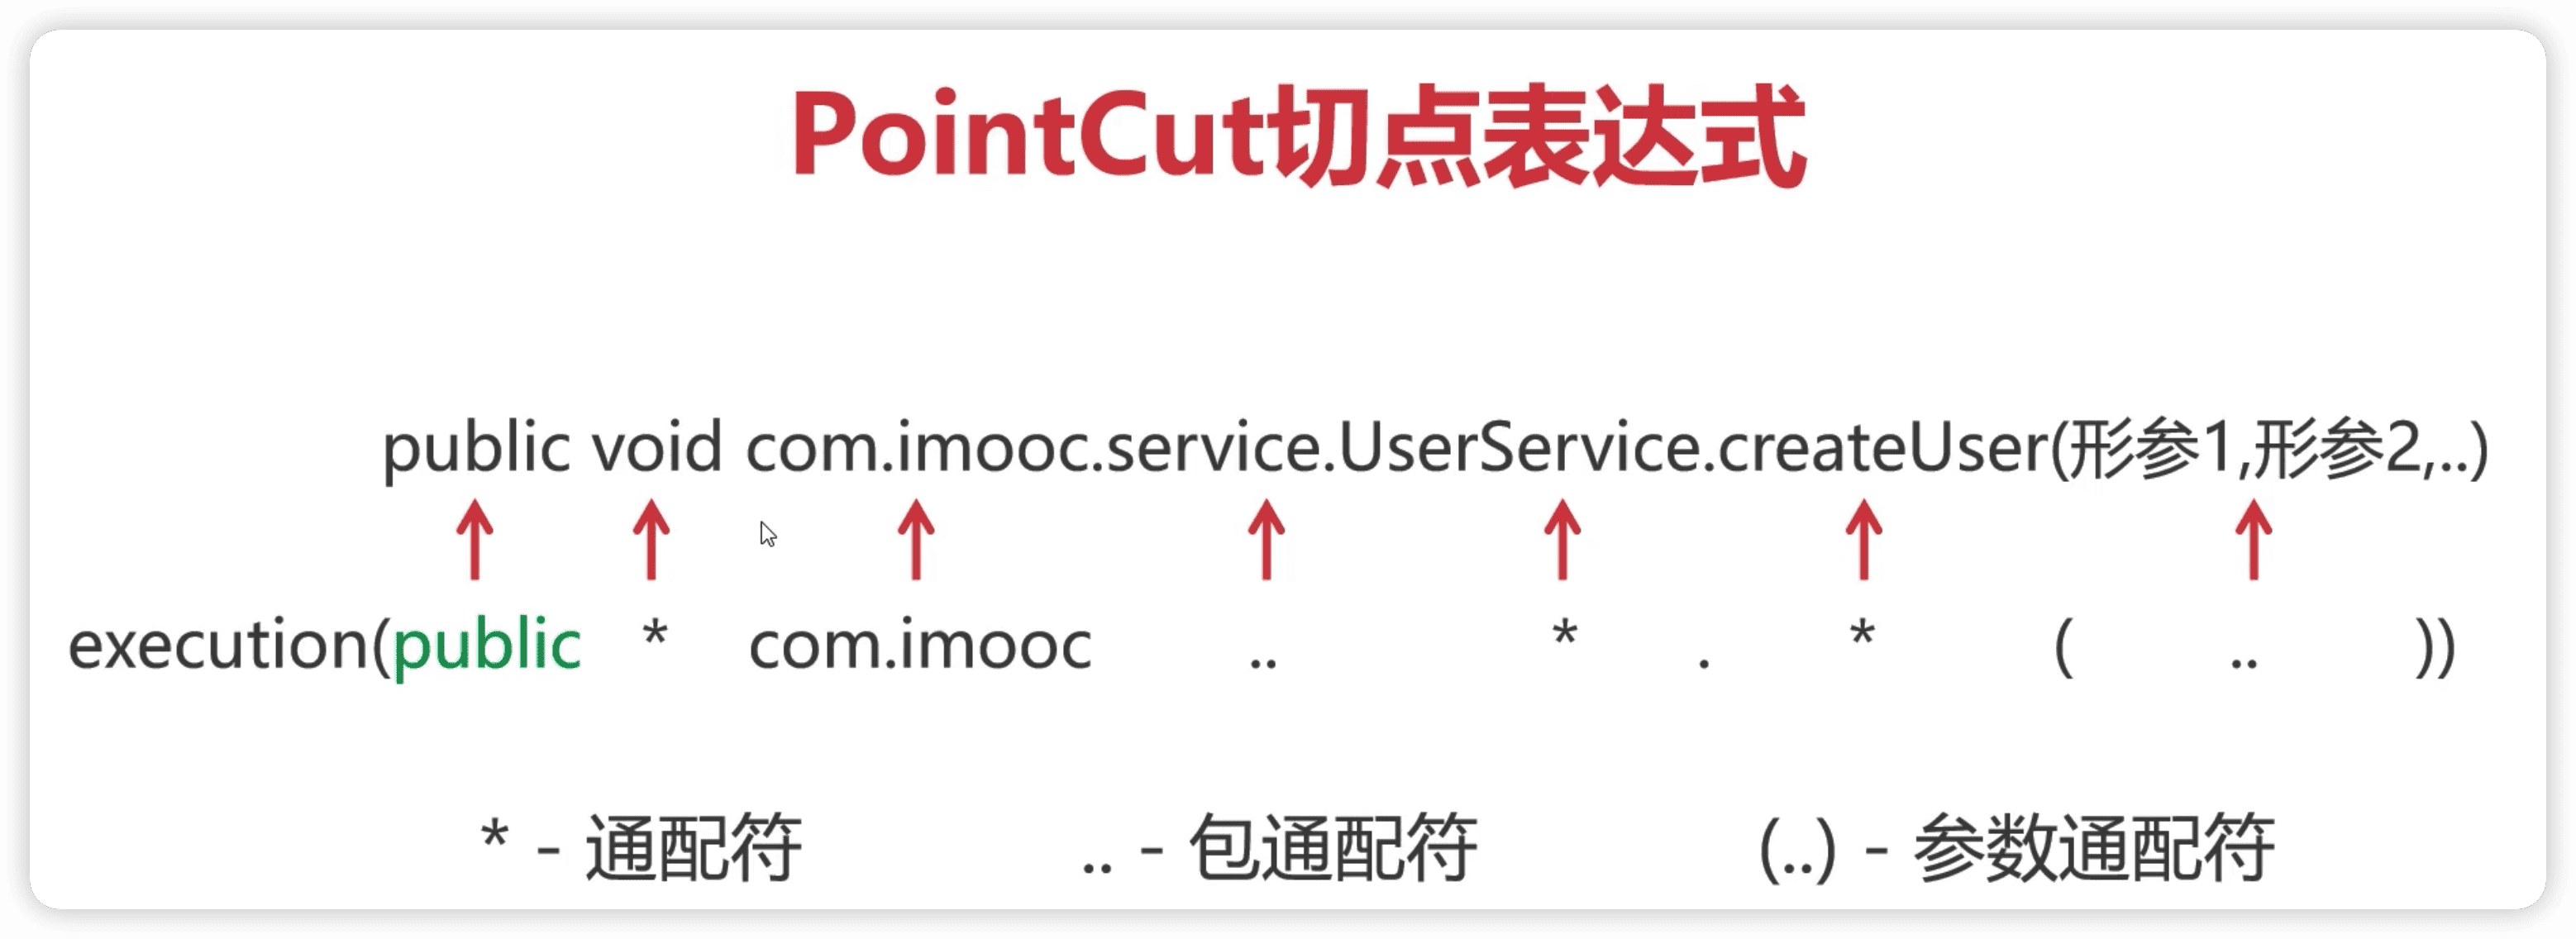 PointCut切点表达式
public void com.imooc.service.UserService.createUser(形参1,形参2,..)
execution(public * com.imooc .. * . * ( .. ))
* - 通配符 .. - 包通配符 (..) - 参数通配符